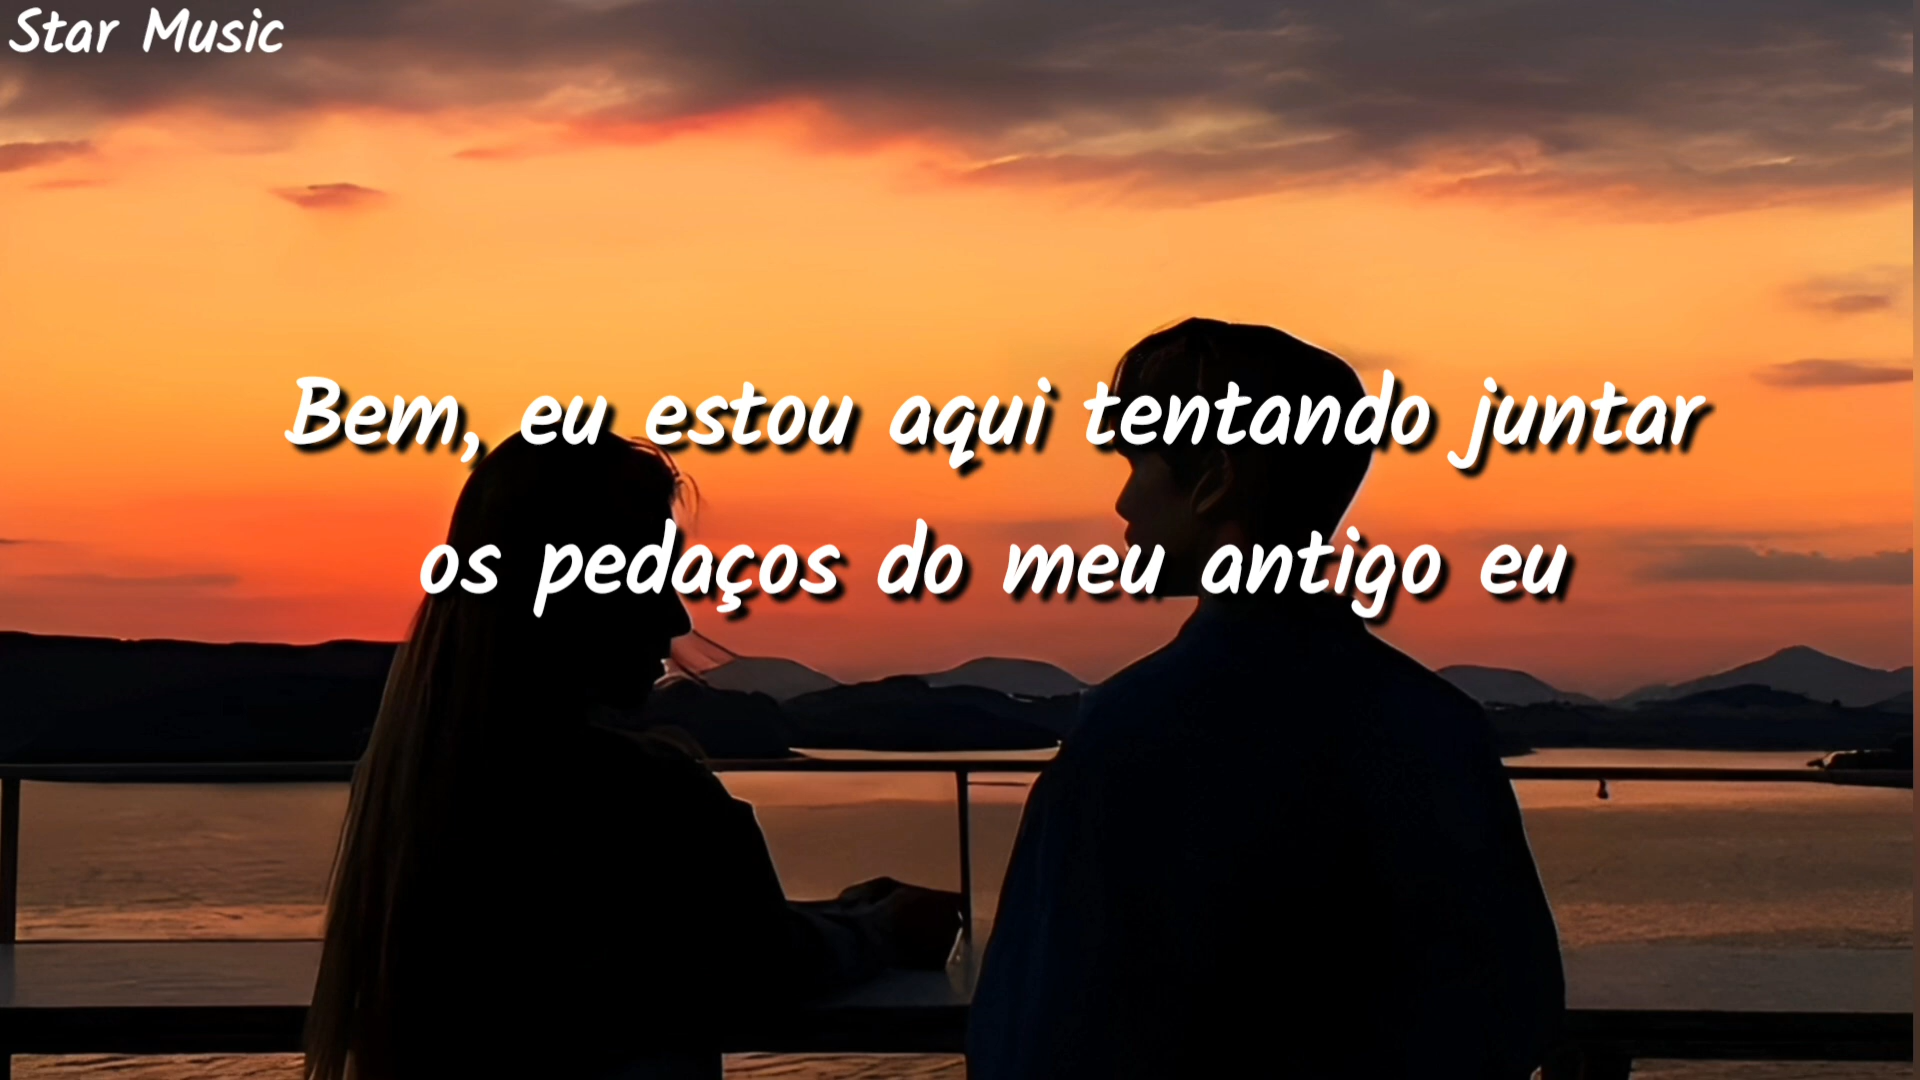 Star Music
Bem, eu estou aqui tentando juntar
os pedaços do meu antigo eu